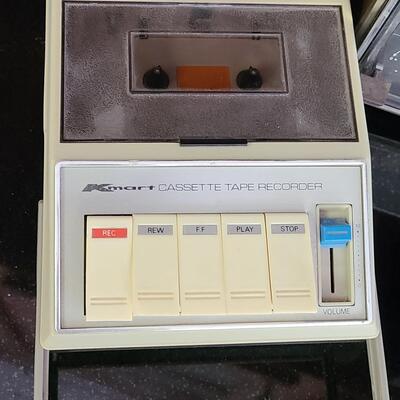 Kmart CASSETTE TAPE RECORDER
REC REW F.F PLAY STOP
VOLUME